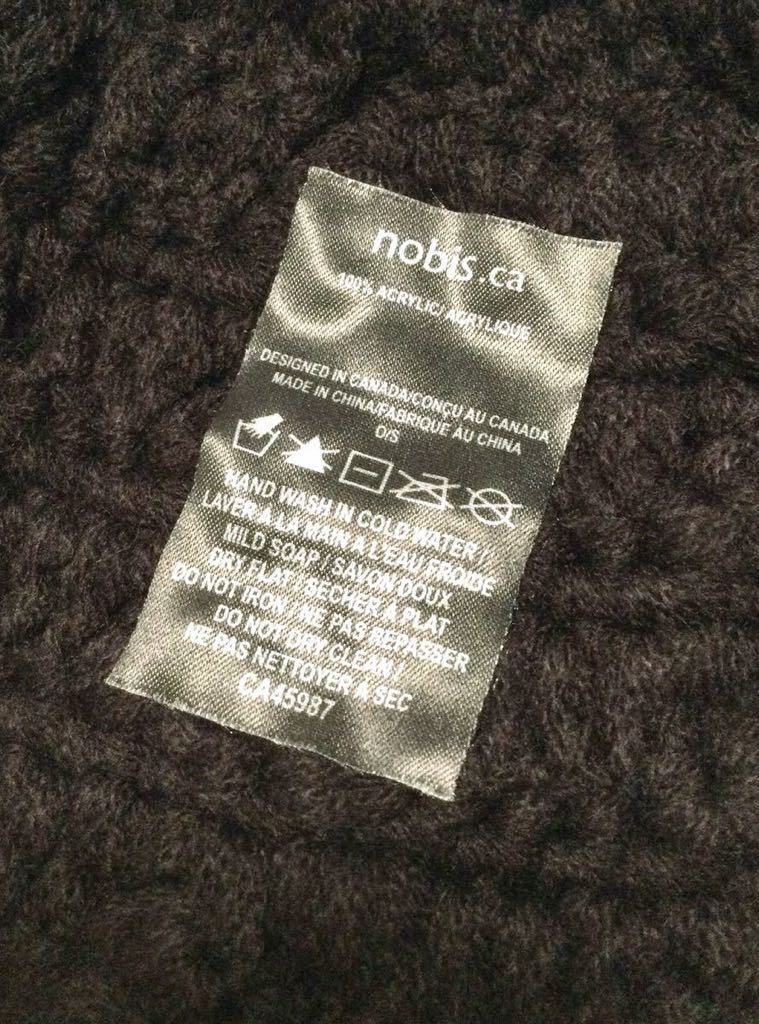 nobis.ca
100% ACRYLIC/ACRYLIQUE
DESIGNED IN CANADA/CONÇU AU CANADA
MADE IN CHINA/FABRIQUÉ AU CHINA
O/S
HAND WASH IN COLD WATER /
LAVER A LA MAIN A L'EAU FROIDE
MILD SOAP / SAVON DOUX
DRY FLAT / SECHER A PLAT
DO NOT IRON / NE PAS REPASSER
DO NOT DRY CLEAN /
NE PAS NETTOYER A SEC
CA45987